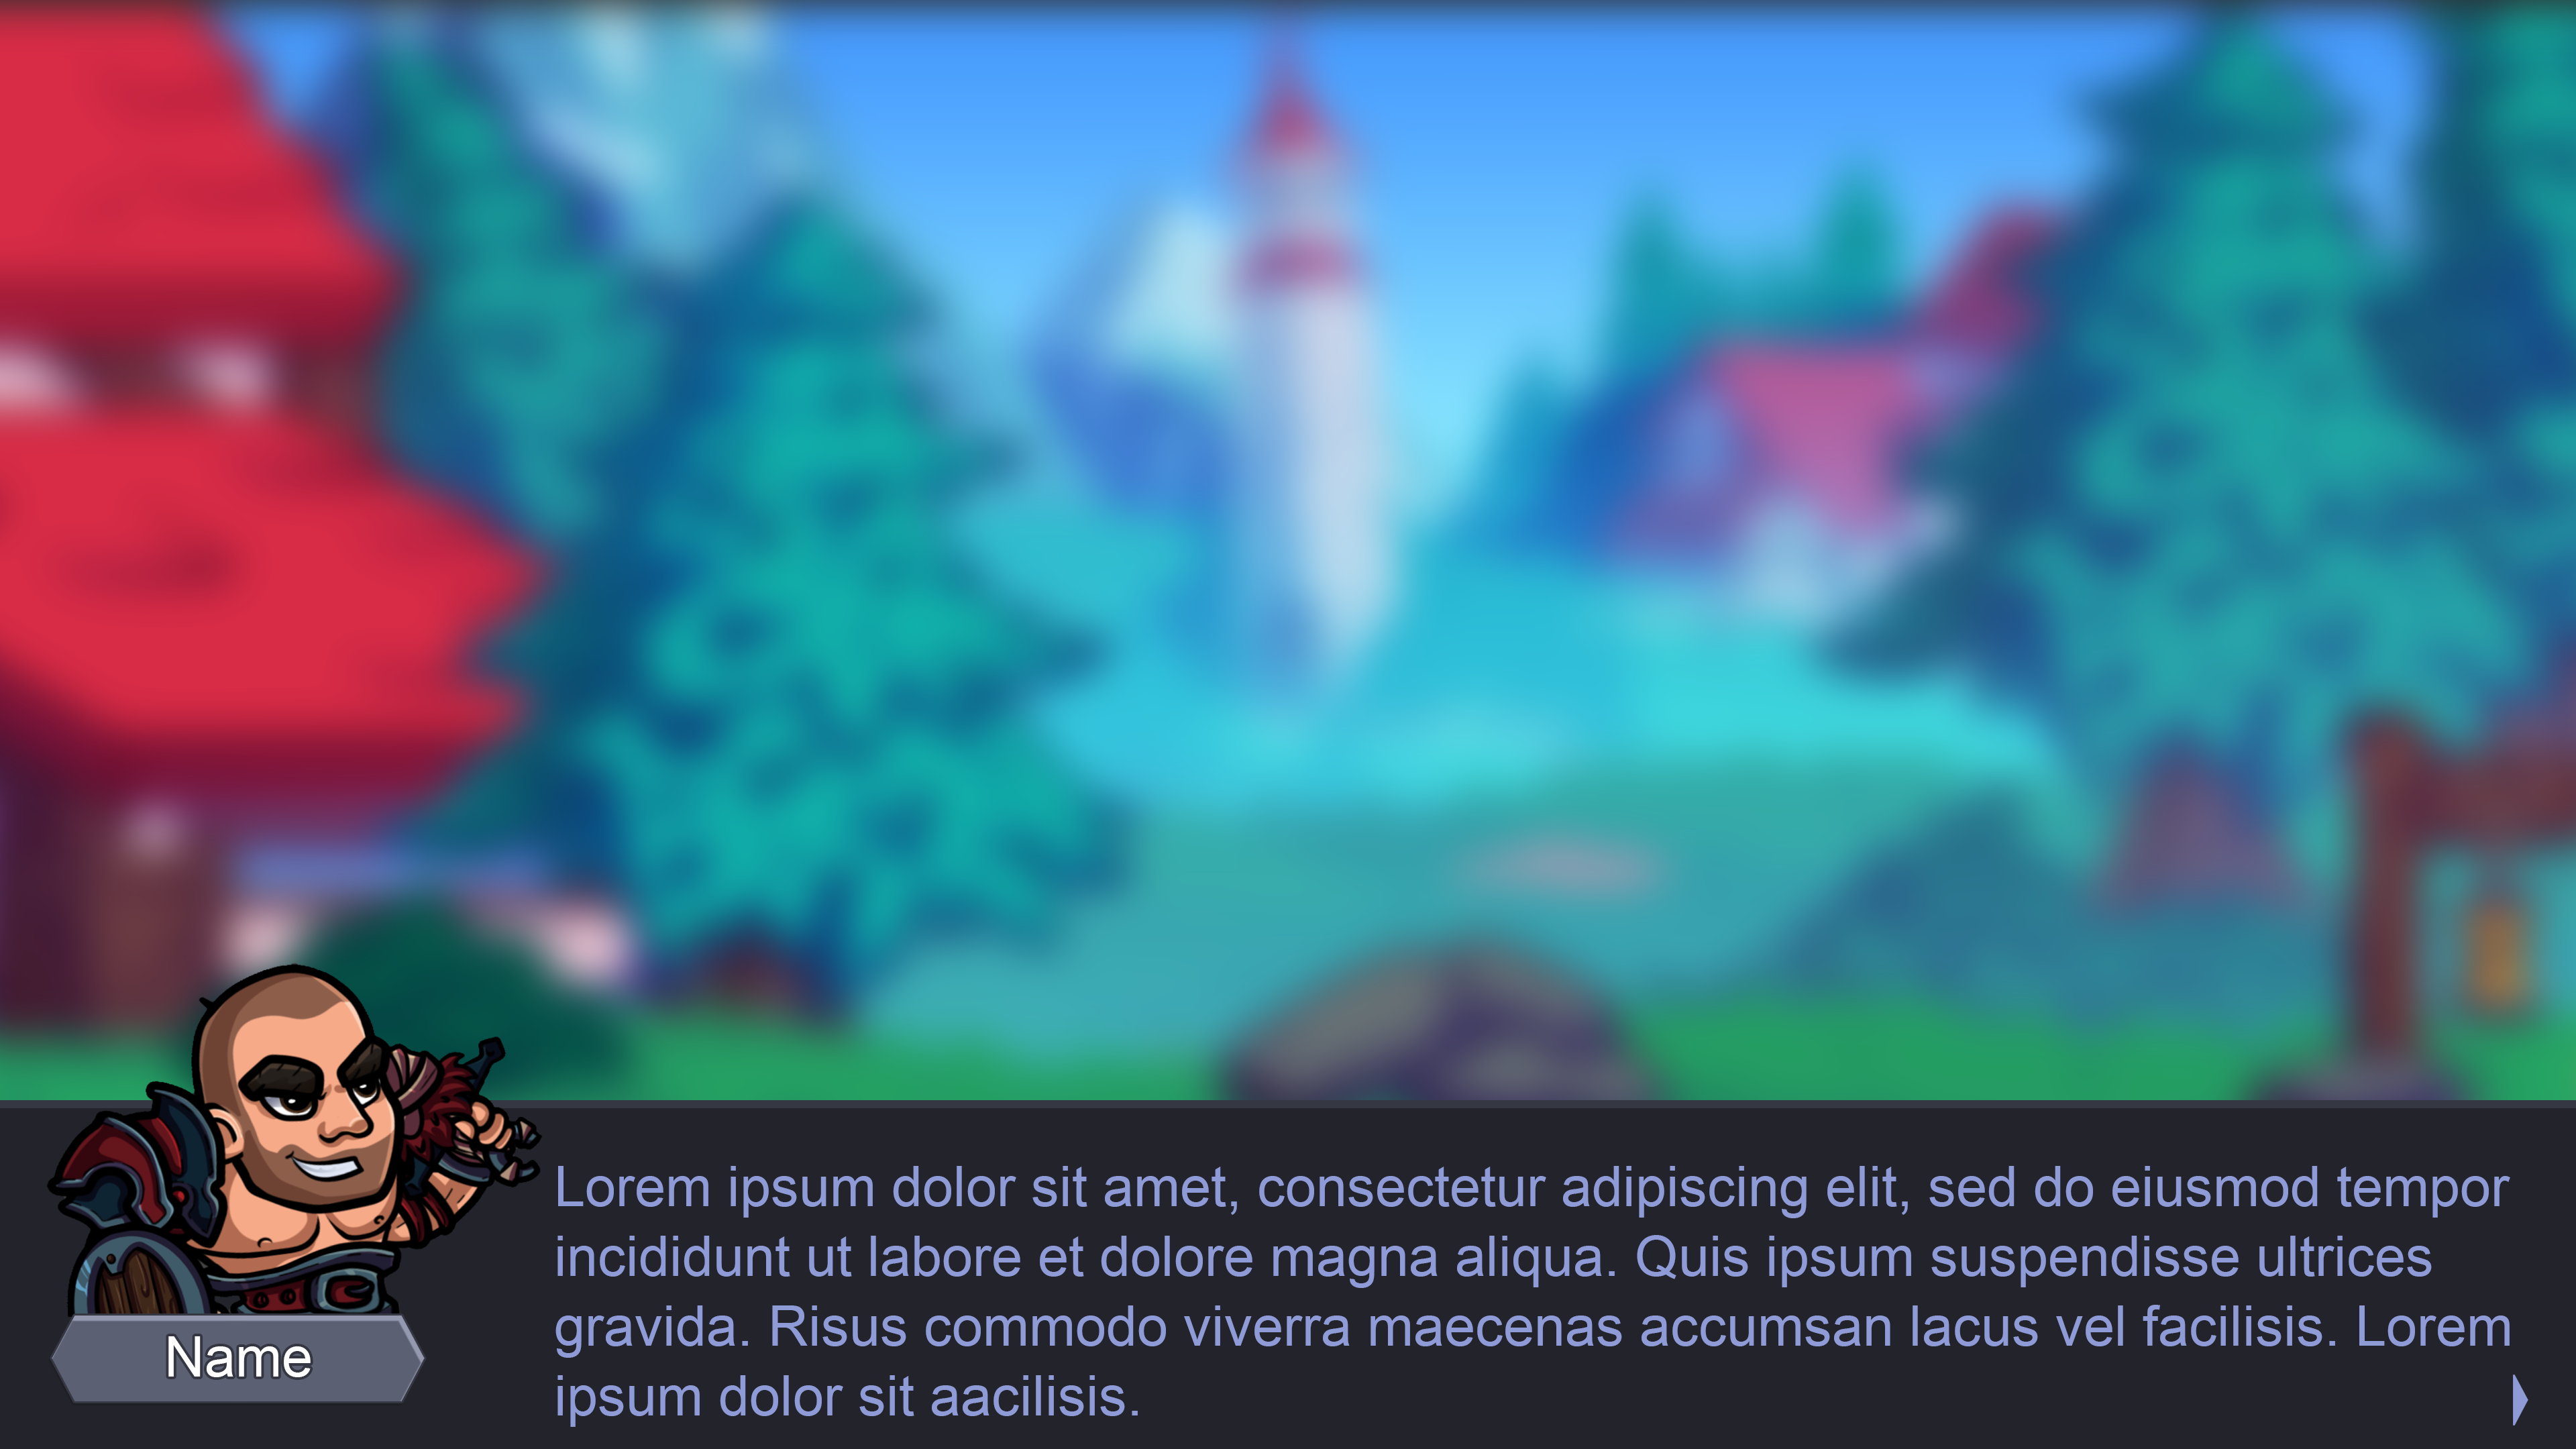 Lorem ipsum dolor sit amet, consectetur adipiscing elit, sed do eiusmod tempor
incididunt ut labore et dolore magna aliqua. Quis ipsum suspendisse ultrices
gravida. Risus commodo viverra maecenas accumsan lacus vel facilisis. Lorem
ipsum dolor sit aacilisis.
Name